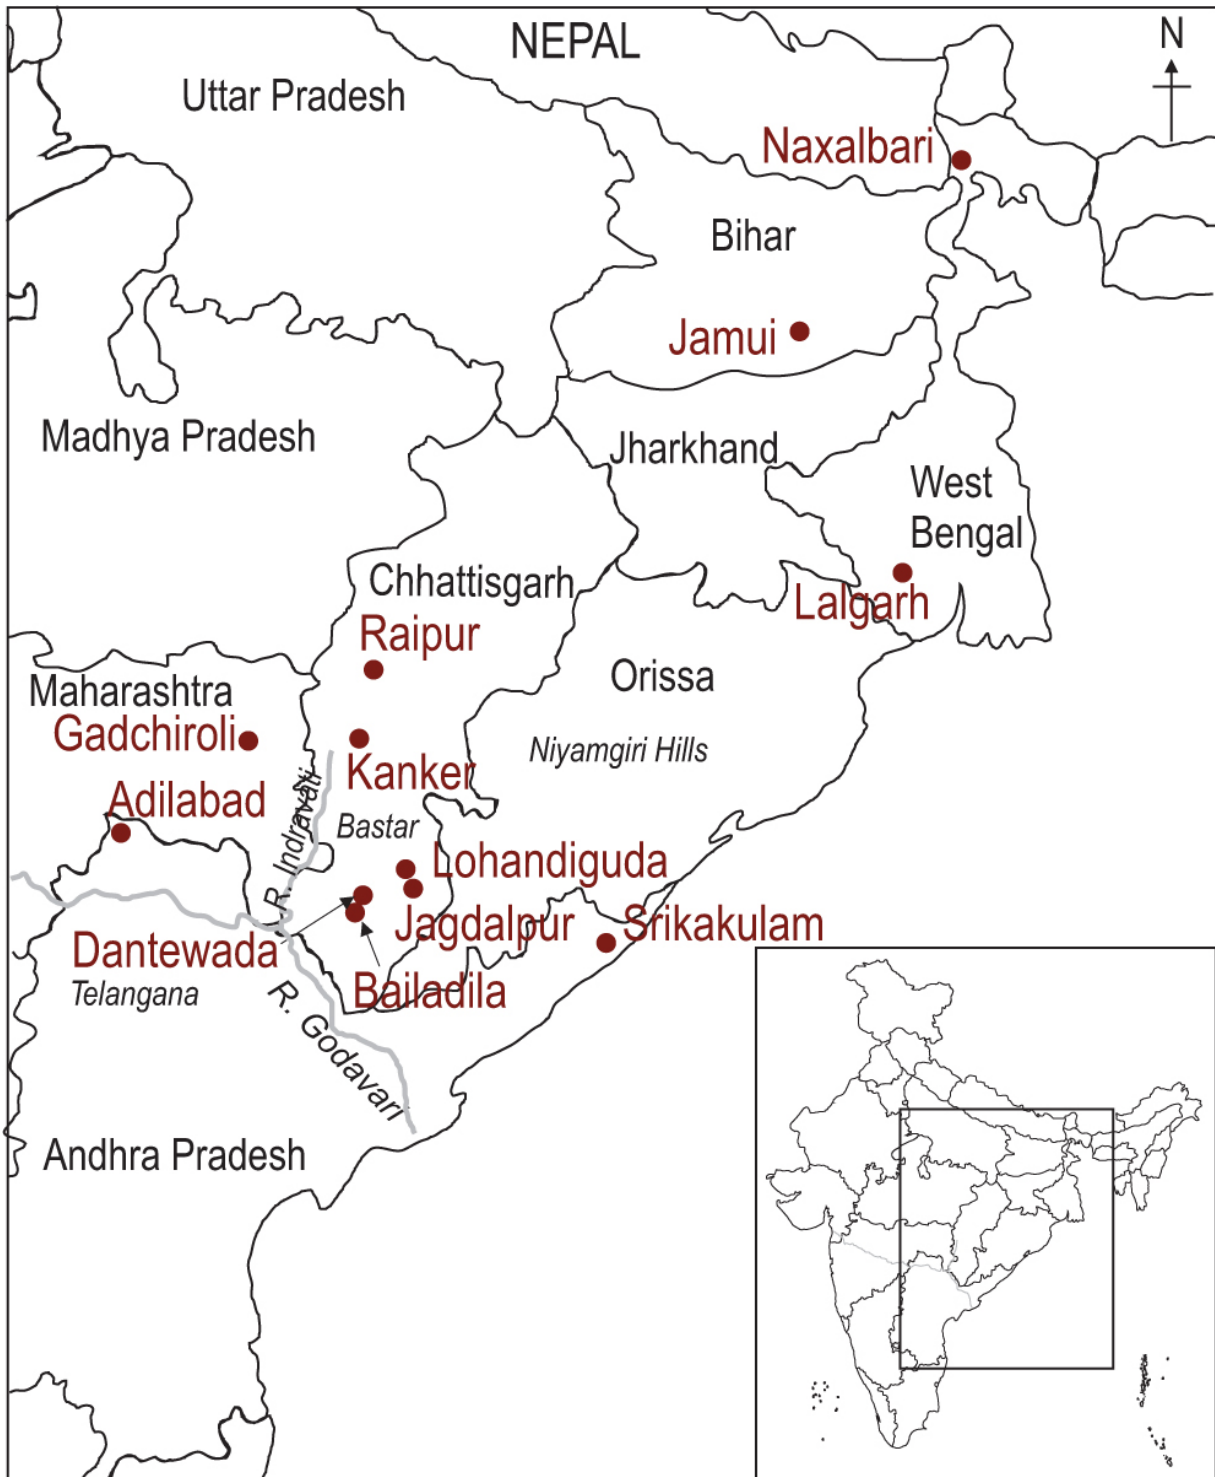 NEPAL
N
Uttar Pradesh
Naxalbari
Bihar
Jamui
Madhya Pradesh
Jharkhand
West
Bengal
Chhattisgarh
Lalgarh
Raipur
Orissa
Maharashtra
Gadchiroli
Niyamgiri Hills
Kanker
Adilabad
R. Indravati
Bastar
Lohandiguda
Jagdalpur
Srikakulam
Dantewada
Telangana
Bailadila
R. Godavari
Andhra Pradesh